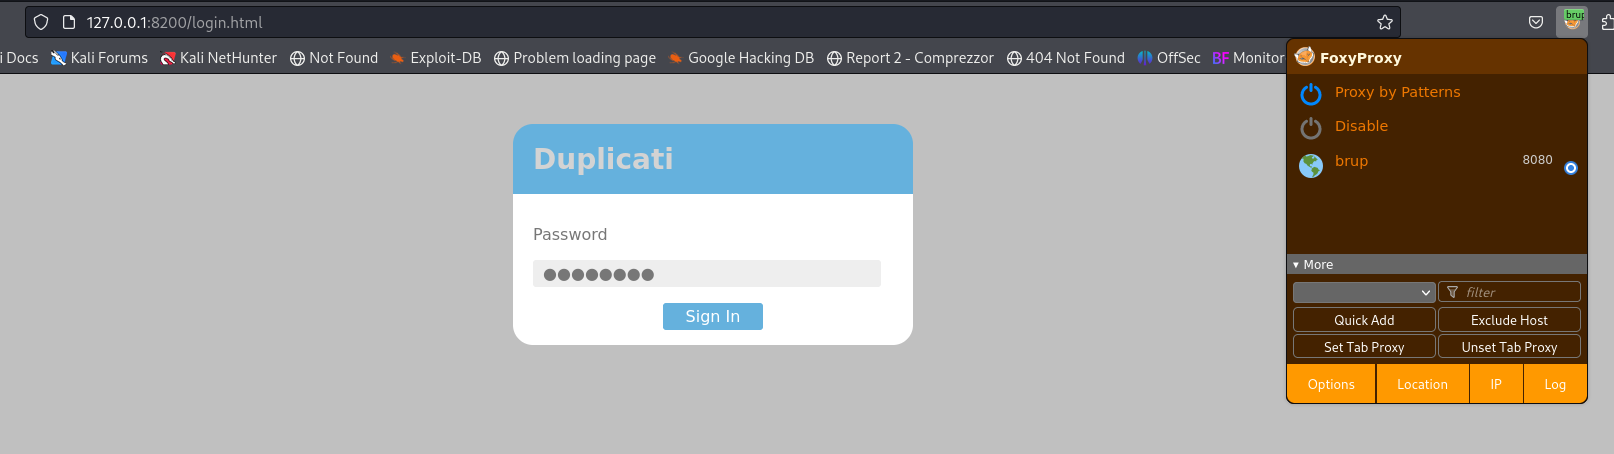 127.0.0.1:8200/login.html
brup
i Docs Kali Forums Kali NetHunter Not Found Exploit-DB Problem loading page Google Hacking DB Report 2 - Comprezzor 404 Not Found OffSec BF Monitor
FoxyProxy
Proxy by Patterns
Disable
brup 8080
More
filter
Quick Add Exclude Host
Set Tab Proxy Unset Tab Proxy
Options Location IP Log
Duplicati
Password
Sign In